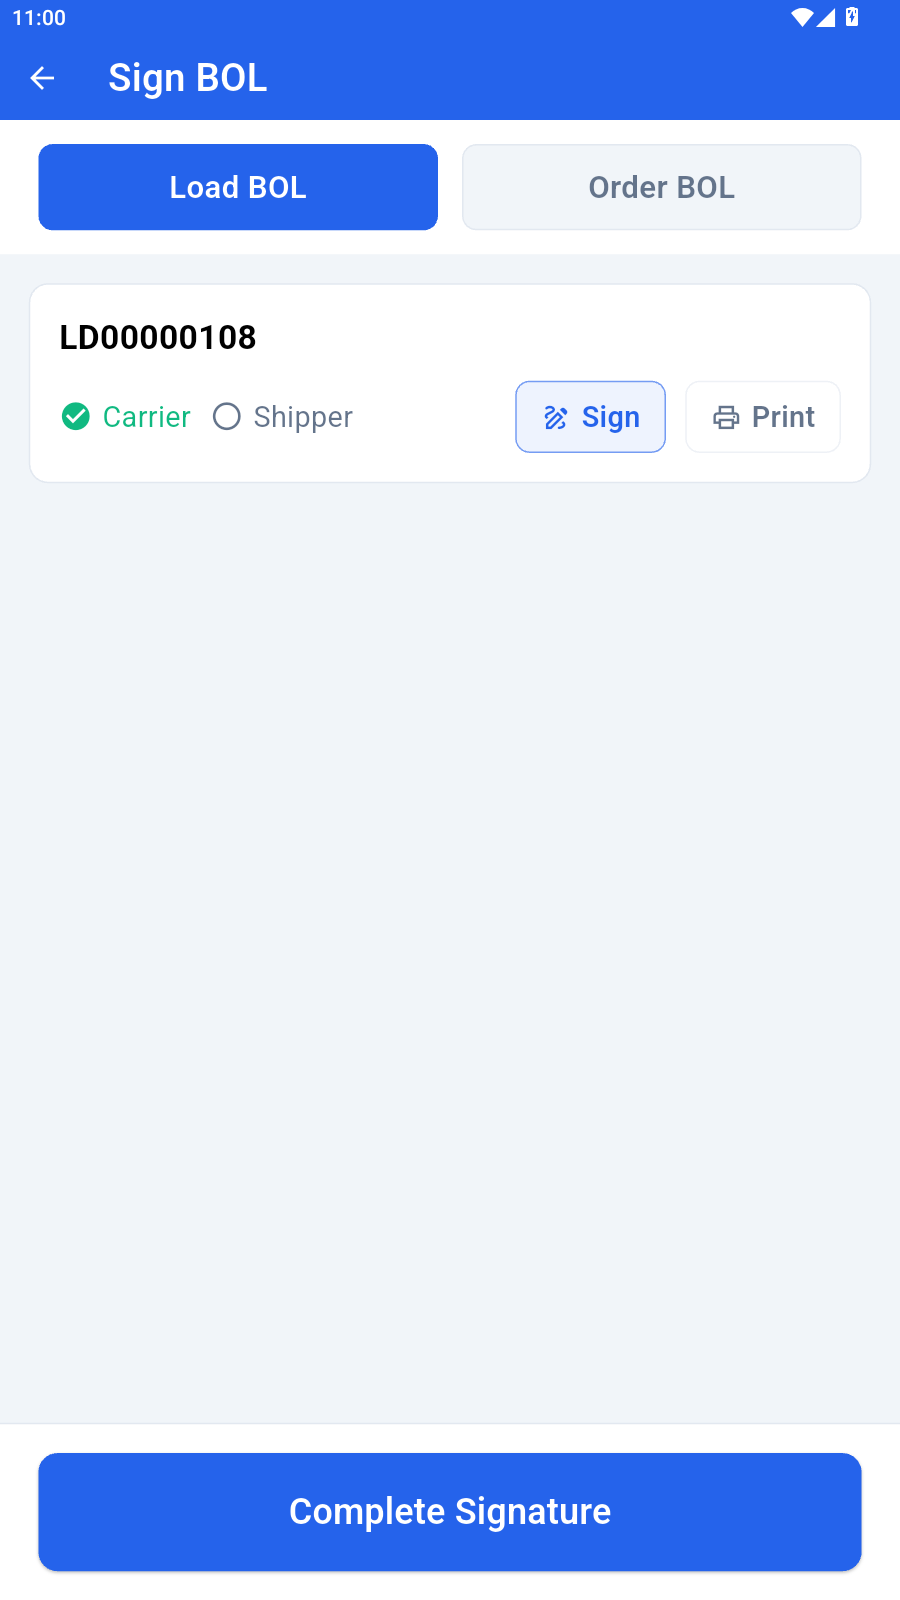 11:00
Sign BOL
Load BOL
Order BOL
LD00000108
Carrier
Shipper
Sign
Print
Complete Signature